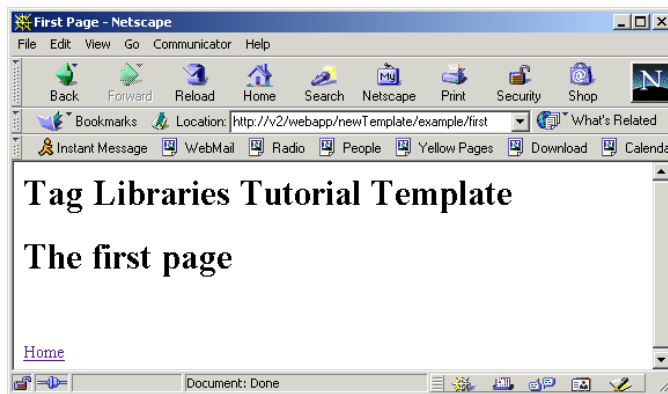 First Page - Netscape
File Edit View Go Communicator Help
My
N
Back Forward Reload Home Search Netscape Print Security Shop
Bookmarks Location: http://v2/webapp/newTemplate/example/first What's Related
Instant Message WebMail Radio People Yellow Pages Download Calenda
Tag Libraries Tutorial Template
The first page
Home
Document: Done